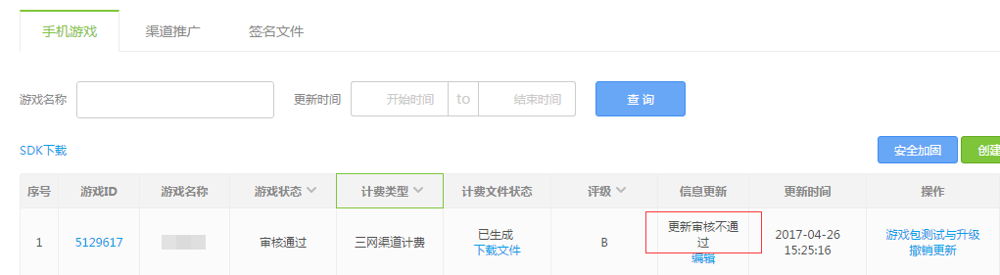 手机游戏 渠道推广 签名文件
游戏名称 更新时间 开始时间 to 结束时间 查 询
SDK下载 安全加固 创建
序号 游戏ID 游戏名称 游戏状态 计费类型 计费文件状态 评级 信息更新 更新时间 操作
1 5129617 审核通过 三网渠道计费 已生成 下载文件 B 更新审核不通
过
编辑
2017-04-26
15:25:16
游戏包测试与升级
撤销更新